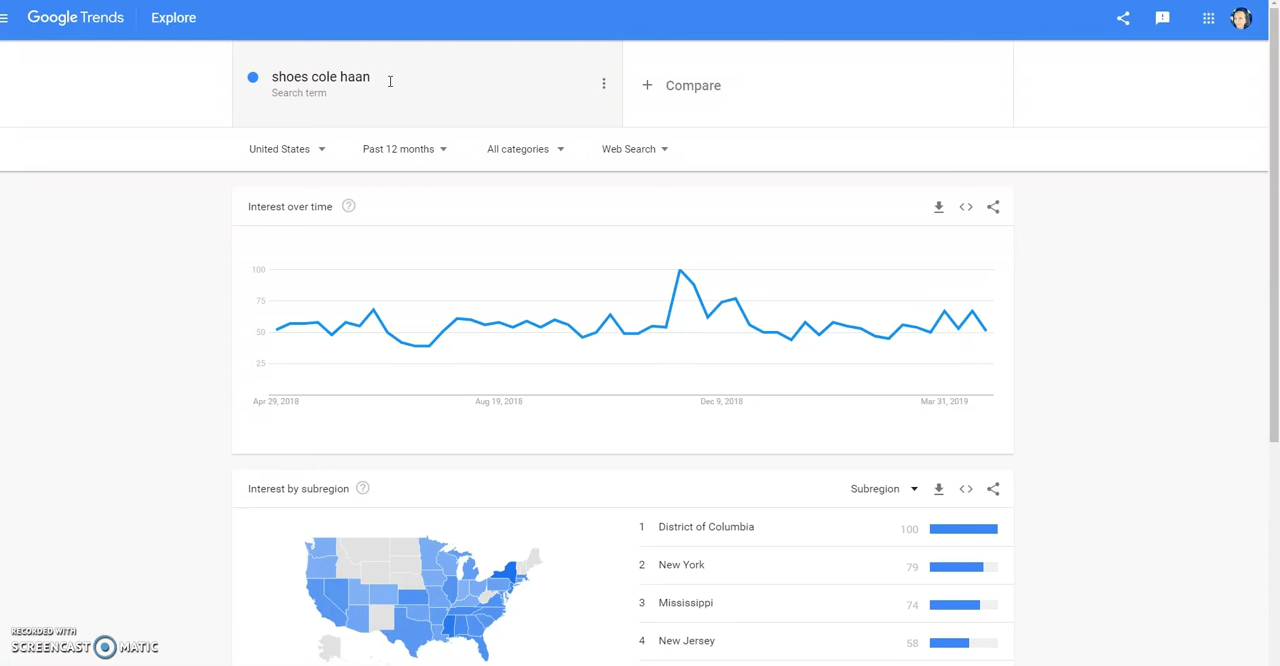 Google Trends Explore
shoes cole haan
Search term
+ Compare
United States Past 12 months All categories Web Search
Interest over time ?
100
75
50
25
Apr 29, 2018 Aug 19, 2018 Dec 9, 2018 Mar 31, 2019
Interest by subregion ? Subregion
1 District of Columbia 100
2 New York 79
3 Mississippi 74
4 New Jersey 58
RECORDED WITH
SCREENCAST MATIC